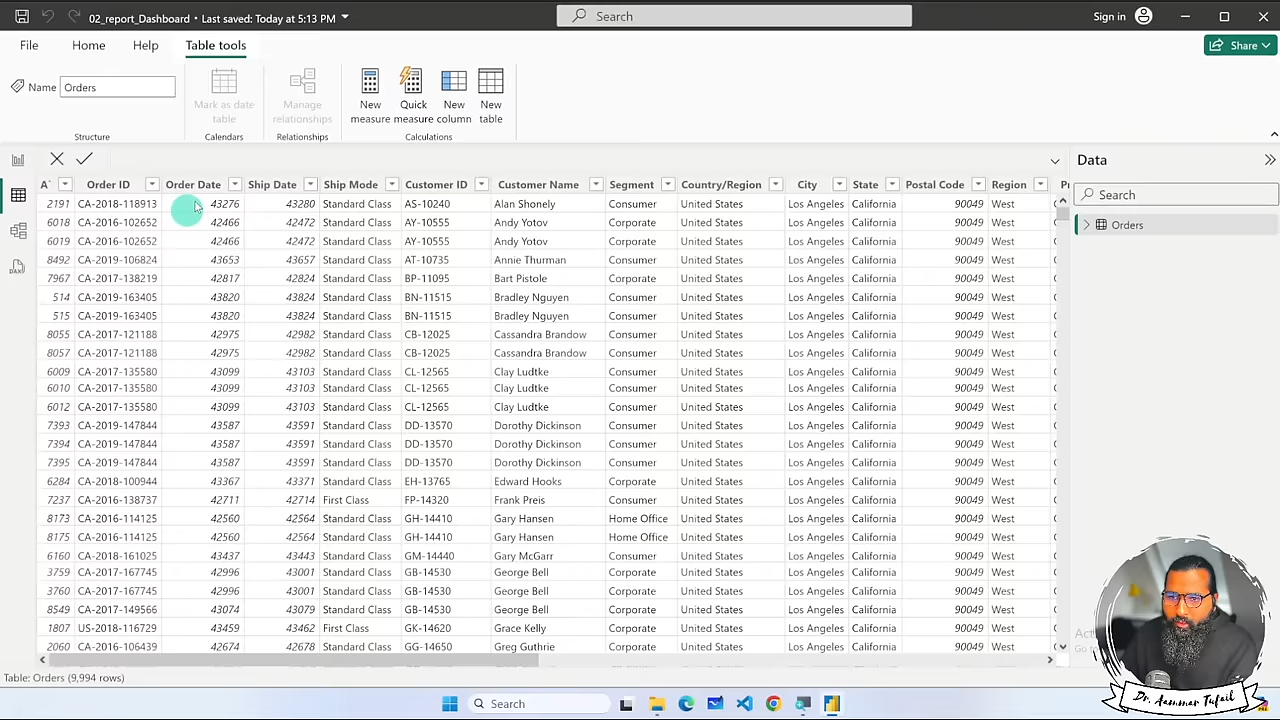 02_report_Dashboard • Last saved: Today at 5:13 PM
Search
Sign in
File Home Help Table tools
Share
Name Orders
Mark as date table
Manage relationships
New measure
Quick measure
New column
New table
Structure Calendars Relationships Calculations
Data
Search
Orders
Order ID Order Date Ship Date Ship Mode Customer ID Customer Name Segment Country/Region City State Postal Code Region
2191 CA-2018-118913 43276 43280 Standard Class AS-10240 Alan Shonely Consumer United States Los Angeles California 90049 West
6018 CA-2016-102652 42466 42472 Standard Class AY-10555 Andy Yotov Corporate United States Los Angeles California 90049 West
6019 CA-2016-102652 42466 42472 Standard Class AY-10555 Andy Yotov Corporate United States Los Angeles California 90049 West
8492 CA-2019-106824 43653 43657 Standard Class AT-10735 Annie Thurman Consumer United States Los Angeles California 90049 West
7967 CA-2017-138219 42817 42824 Standard Class BP-11095 Bart Pistole Corporate United States Los Angeles California 90049 West
514 CA-2019-163405 43820 43824 Standard Class BN-11515 Bradley Nguyen Consumer United States Los Angeles California 90049 West
515 CA-2019-163405 43820 43824 Standard Class BN-11515 Bradley Nguyen Consumer United States Los Angeles California 90049 West
8055 CA-2017-121188 42975 42982 Standard Class CB-12025 Cassandra Brandow Consumer United States Los Angeles California 90049 West
8057 CA-2017-121188 42975 42982 Standard Class CB-12025 Cassandra Brandow Consumer United States Los Angeles California 90049 West
6009 CA-2017-135580 43099 43103 Standard Class CL-12565 Clay Ludtke Consumer United States Los Angeles California 90049 West
6010 CA-2017-135580 43099 43103 Standard Class CL-12565 Clay Ludtke Consumer United States Los Angeles California 90049 West
6012 CA-2017-135580 43099 43103 Standard Class CL-12565 Clay Ludtke Consumer United States Los Angeles California 90049 West
7393 CA-2019-147844 43587 43591 Standard Class DD-13570 Dorothy Dickinson Consumer United States Los Angeles California 90049 West
7394 CA-2019-147844 43587 43591 Standard Class DD-13570 Dorothy Dickinson Consumer United States Los Angeles California 90049 West
7395 CA-2019-147844 43587 43591 Standard Class DD-13570 Dorothy Dickinson Consumer United States Los Angeles California 90049 West
6284 CA-2018-100944 43367 43371 Standard Class EH-13765 Edward Hooks Corporate United States Los Angeles California 90049 West
7237 CA-2016-138737 42711 42714 First Class FP-14320 Frank Preis Consumer United States Los Angeles California 90049 West
8173 CA-2016-114125 42560 42564 Standard Class GH-14410 Gary Hansen Home Office United States Los Angeles California 90049 West
8175 CA-2016-114125 42560 42564 Standard Class GH-14410 Gary Hansen Home Office United States Los Angeles California 90049 West
6160 CA-2018-161025 43437 43443 Standard Class GM-14440 Gary McGarr Consumer United States Los Angeles California 90049 West
3759 CA-2017-167745 42996 43001 Standard Class GB-14530 George Bell Corporate United States Los Angeles California 90049 West
3760 CA-2017-167745 42996 43001 Standard Class GB-14530 George Bell Corporate United States Los Angeles California 90049 West
8549 CA-2017-149566 43074 43079 Standard Class GB-14530 George Bell Corporate United States Los Angeles California 90049 West
1807 US-2018-116729 43459 43462 First Class GK-14620 Grace Kelly Corporate United States Los Angeles California 90049 West
2060 CA-2016-106439 42674 42678 Standard Class GG-14650 Greg Guthrie Corporate United States Los Angeles California 90049 West
Table: Orders (9,994 rows)
Search
Dr. Aammar Tufail